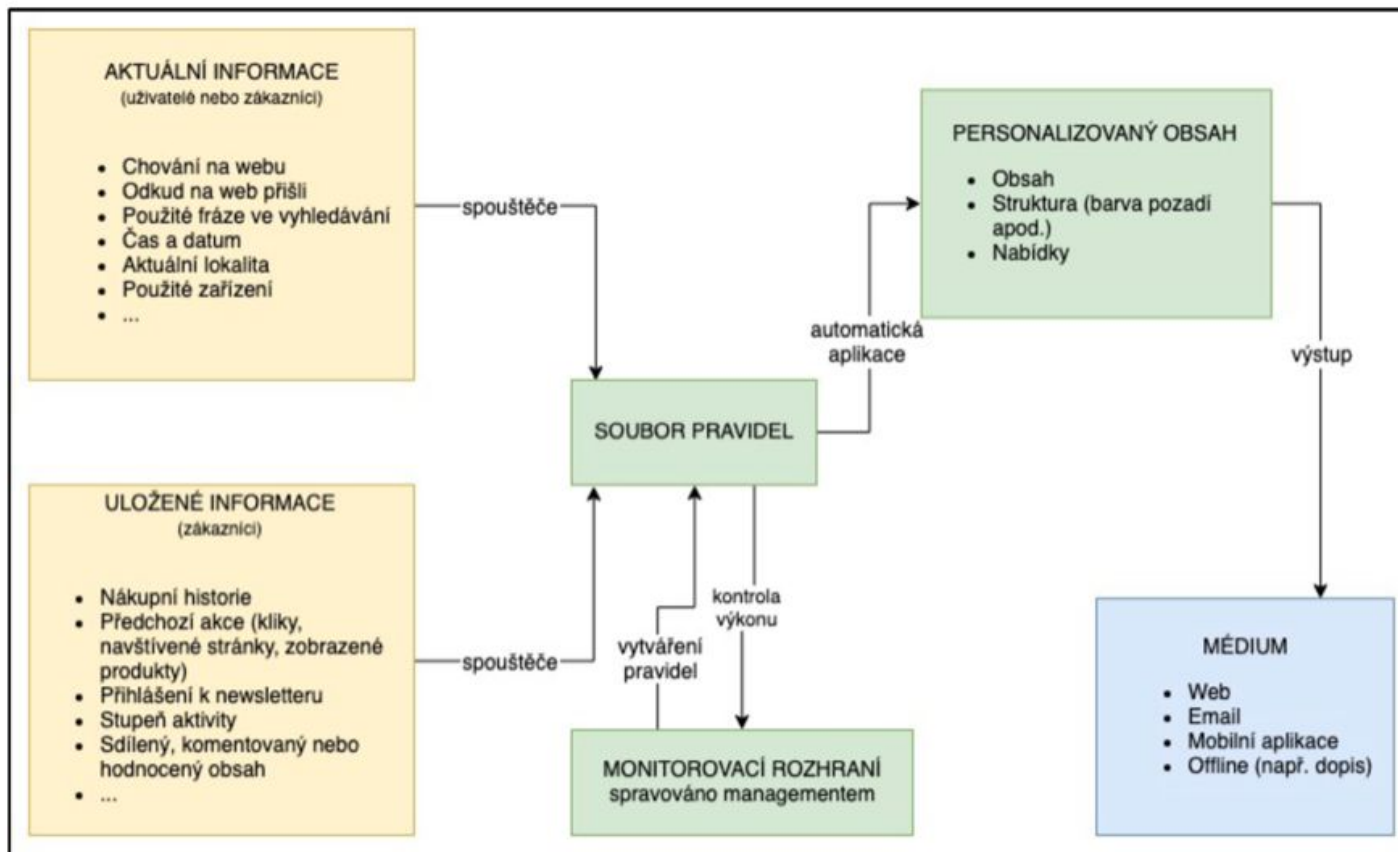 AKTUÁLNÍ INFORMACE
(uživatelé nebo zákazníci)
• Chování na webu
• Odkud na web přišli
• Použité fráze ve vyhledávání
• Čas a datum
• Aktuální lokalita
• Použité zařízení
• ...
spouštěče
ULOŽENÉ INFORMACE
(zákazníci)
• Nákupní historie
• Předchozí akce (kliky,
navštívené stránky, zobrazené
produkty)
• Přihlášení k newsletteru
• Stupeň aktivity
• Sdílený, komentovaný nebo
hodnocený obsah
• ...
spouštěče
SOUBOR PRAVIDEL
vytváření
pravidel
kontrola
výkonu
MONITOROVACÍ ROZHRANÍ
spravováno managementem
automatická
aplikace
PERSONALIZOVANÝ OBSAH
• Obsah
• Struktura (barva pozadí
apod.)
• Nabídky
výstup
MÉDIUM
• Web
• Email
• Mobilní aplikace
• Offline (např. dopis)